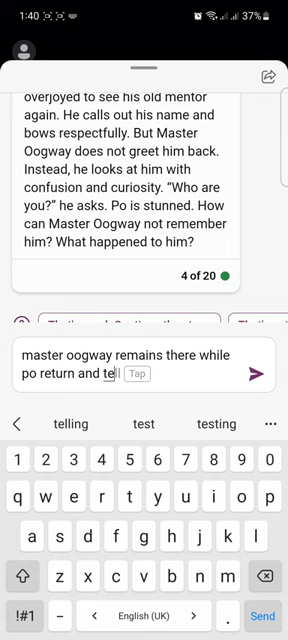 1:40
37%
overjoyed to see his old mentor
again. He calls out his name and
bows respectfully. But Master
Oogway does not greet him back.
Instead, he looks at him with
confusion and curiosity. “Who are
you?” he asks. Po is stunned. How
can Master Oogway not remember
him? What happened to him?
4 of 20
master oogway remains there while
po return and tell Tap
telling test testing
1 2 3 4 5 6 7 8 9 0
q w e r t y u i o p
a s d f g h j k l
z x c v b n m
!#1 – < English (UK) > . Send